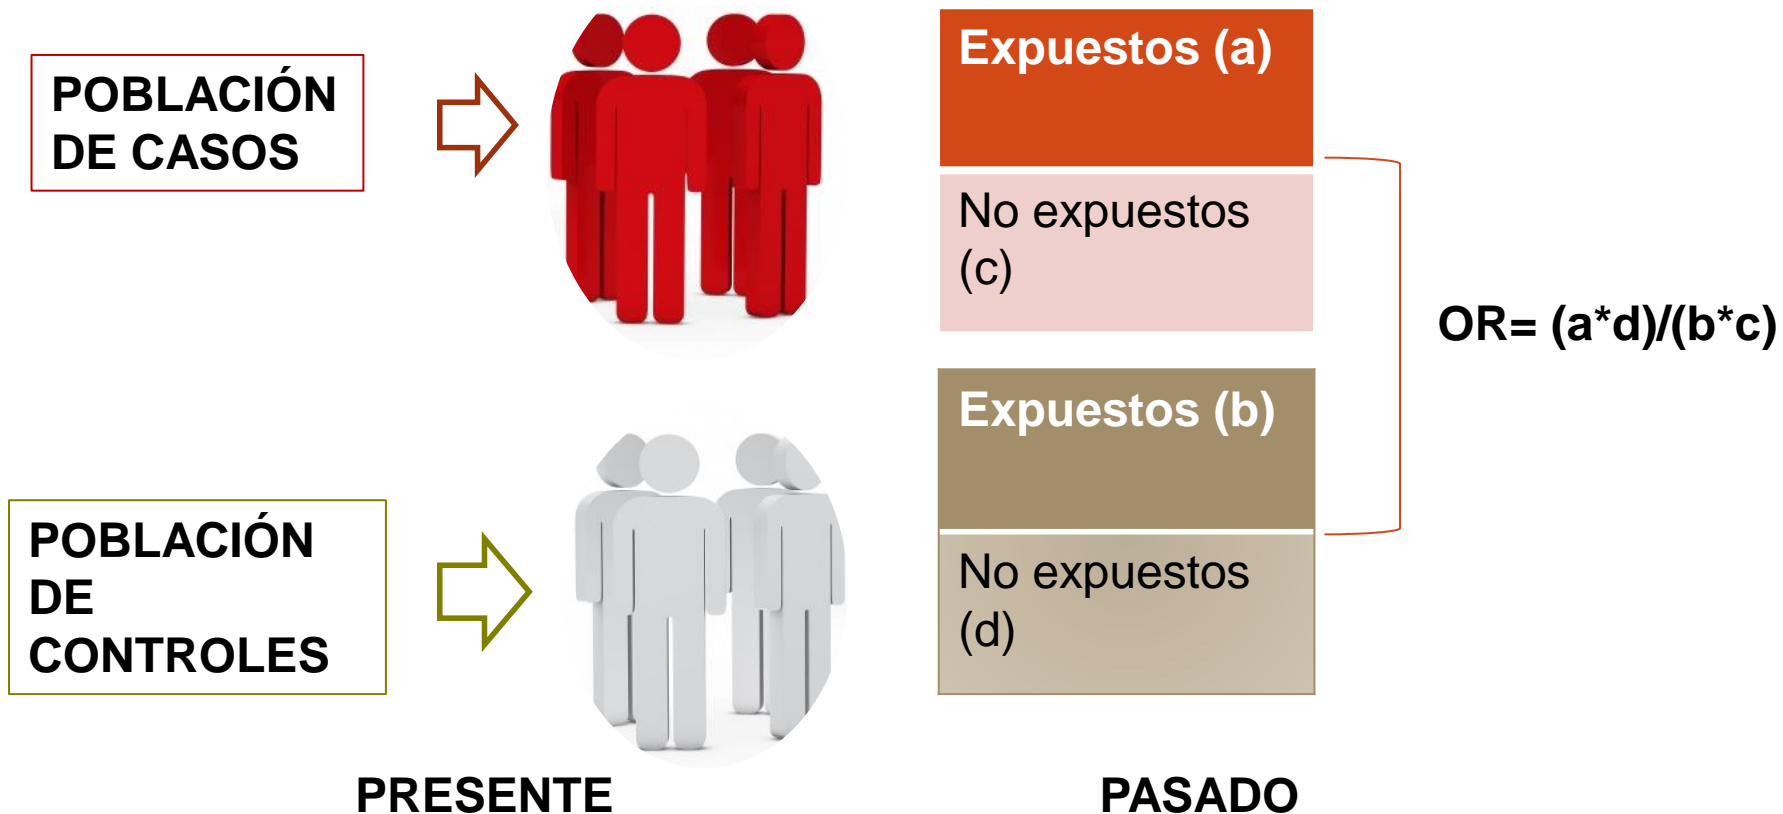 POBLACIÓN
DE CASOS
Expuestos (a)
No expuestos
(c)
OR= (a*d)/(b*c)
POBLACIÓN
DE
CONTROLES
Expuestos (b)
No expuestos
(d)
PRESENTE
PASADO